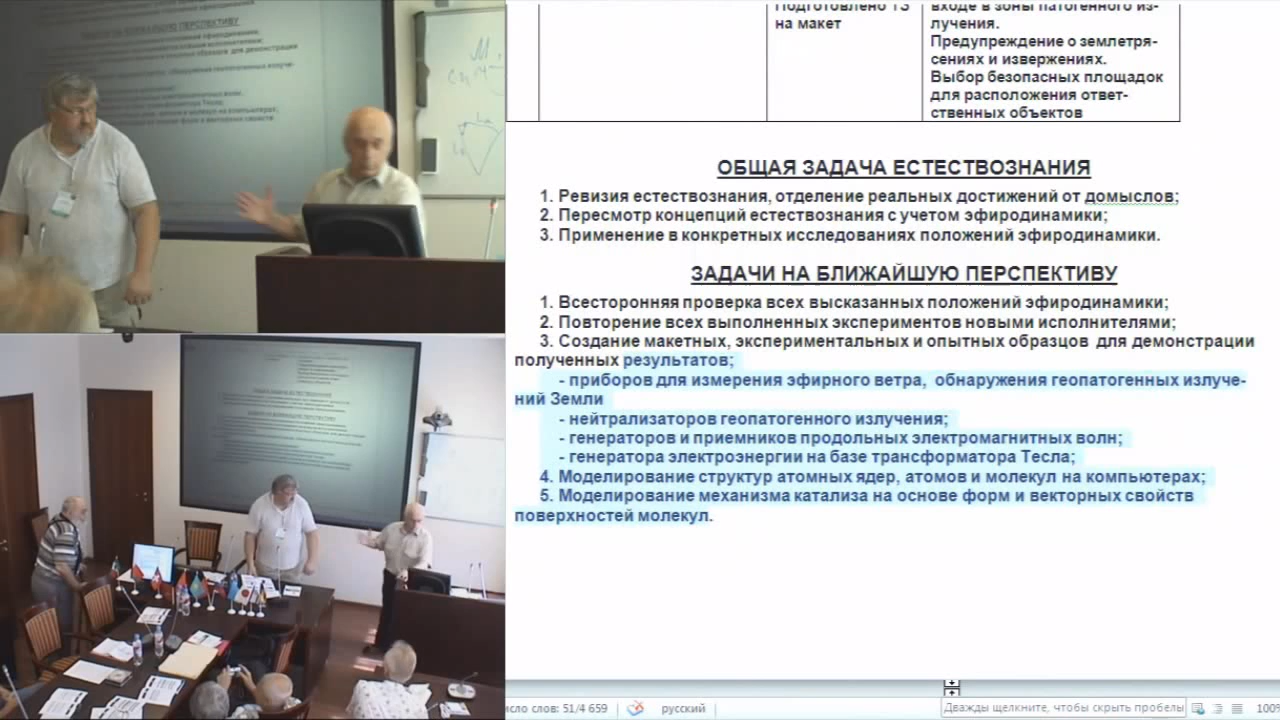 Подготовлено ТЗ
на макет
входе в зоны патогенного из-
лучения.
Предупреждение о землетря-
сениях и извержениях.
Выбор безопасных площадок
для расположения ответ-
ственных объектов
ОБЩАЯ ЗАДАЧА ЕСТЕСТВОЗНАНИЯ
1. Ревизия естествознания, отделение реальных достижений от домыслов;
2. Пересмотр концепций естествознания с учетом эфиродинамики;
3. Применение в конкретных исследованиях положений эфиродинамики.
ЗАДАЧИ НА БЛИЖАЙШУЮ ПЕРСПЕКТИВУ
1. Всесторонняя проверка всех высказанных положений эфиродинамики;
2. Повторение всех выполненных экспериментов новыми исполнителями;
3. Создание макетных, экспериментальных и опытных образцов для демонстрации
полученных результатов;
- приборов для измерения эфирного ветра, обнаружения геопатогенных излуче-
ний Земли
- нейтрализаторов геопатогенного излучения;
- генераторов и приемников продольных электромагнитных волн;
- генератора электроэнергии на базе трансформатора Тесла;
4. Моделирование структур атомных ядер, атомов и молекул на компьютерах;
5. Моделирование механизма катализа на основе форм и векторных свойств
поверхностей молекул.
исло слов: 51/4 659
русский
Дважды щелкните, чтобы скрыть пробелы
100%